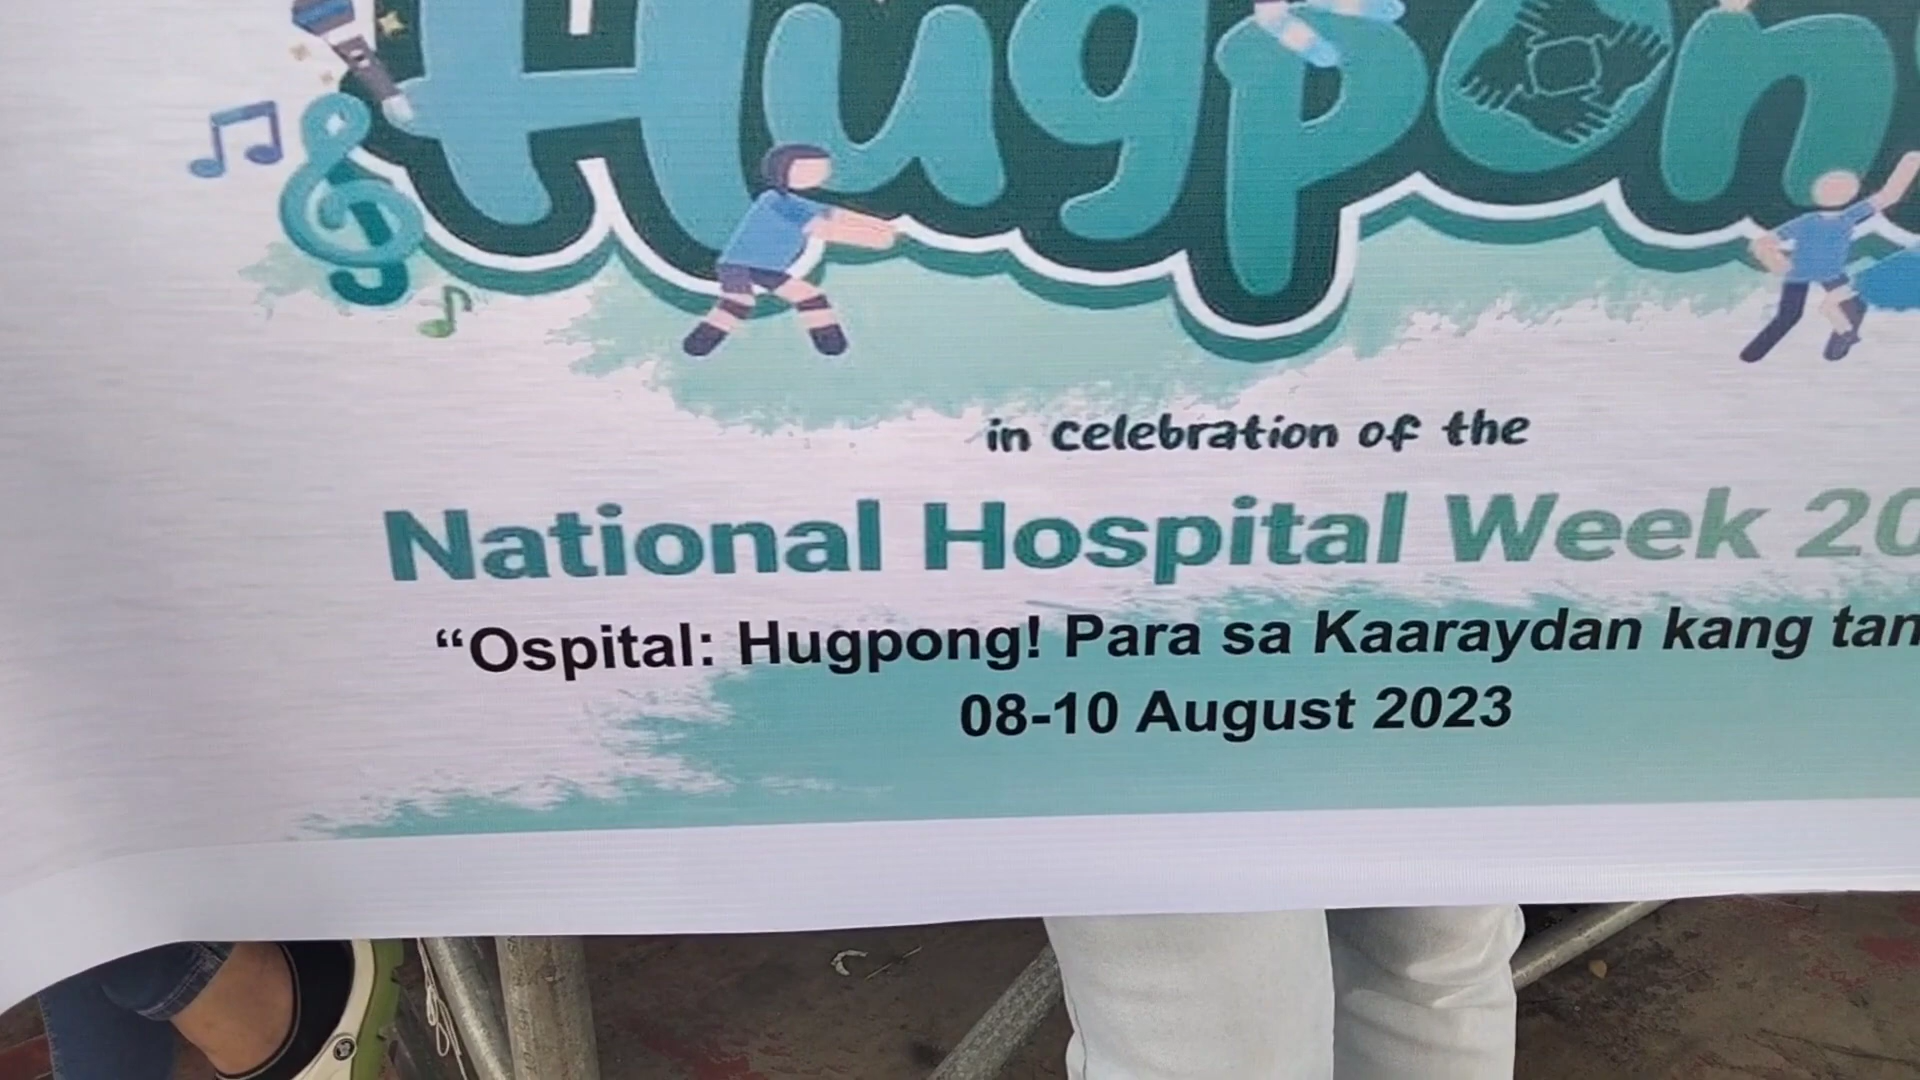 Hugpon
in celebration of the
National Hospital Week 20
“Ospital: Hugpong! Para sa Kaaraydan kang tan
08-10 August 2023